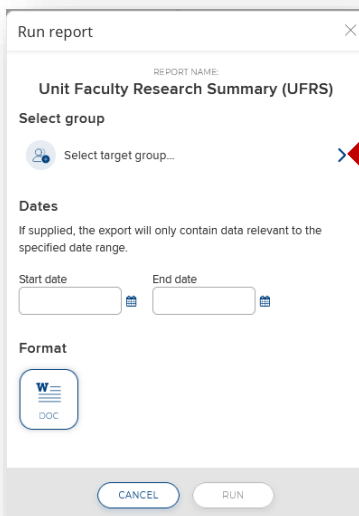 Run report
REPORT NAME:
Unit Faculty Research Summary (UFRS)
Select group
Select target group...
Dates
If supplied, the export will only contain data relevant to the
specified date range.
Start date End date
Format
W
DOC
CANCEL RUN